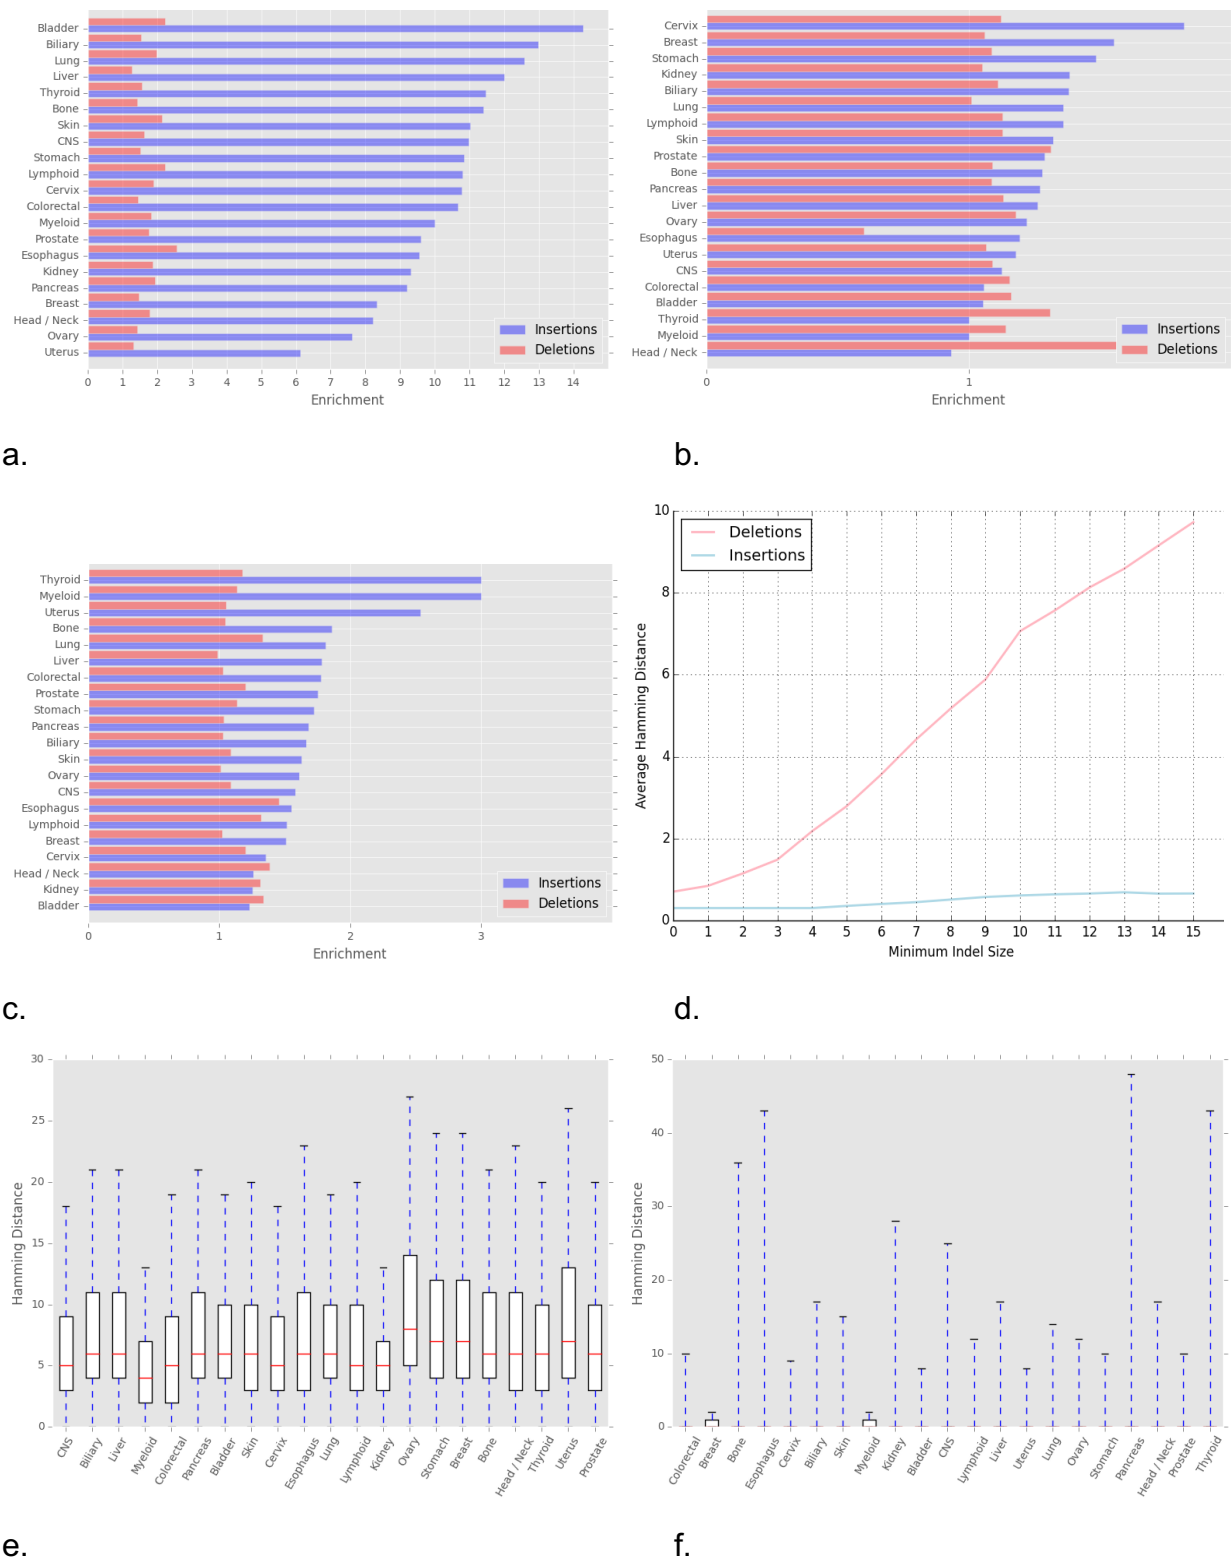 Bladder
Biliary
Lung
Liver
Thyroid
Bone
Skin
CNS
Stomach
Lymphoid
Cervix
Colorectal
Myeloid
Prostate
Esophagus
Kidney
Pancreas
Breast
Head / Neck
Ovary
Uterus
Insertions
Deletions
0 1 2 3 4 5 6 7 8 9 10 11 12 13 14
Enrichment
a.
Cervix
Breast
Stomach
Kidney
Biliary
Lung
Lymphoid
Skin
Prostate
Bone
Pancreas
Liver
Ovary
Esophagus
Uterus
CNS
Colorectal
Bladder
Thyroid
Myeloid
Head / Neck
Insertions
Deletions
0 1
Enrichment
b.
Thyroid
Myeloid
Uterus
Bone
Lung
Liver
Colorectal
Prostate
Stomach
Pancreas
Biliary
Skin
Ovary
CNS
Esophagus
Lymphoid
Breast
Cervix
Head / Neck
Kidney
Bladder
Insertions
Deletions
0 1 2 3
Enrichment
c.
10
8
6
4
2
0
Average Hamming Distance
Deletions
Insertions
0 1 2 3 4 5 6 7 8 9 10 11 12 13 14 15
Minimum Indel Size
d.
30
25
20
15
10
5
0
Hamming Distance
CNS
Biliary
Liver
Myeloid
Colorectal
Pancreas
Bladder
Skin
Cervix
Esophagus
Lung
Lymphoid
Kidney
Ovary
Stomach
Breast
Bone
Head / Neck
Thyroid
Uterus
Prostate
e.
50
40
30
20
10
0
Hamming Distance
Colorectal
Breast
Bone
Esophagus
Cervix
Biliary
Skin
Myeloid
Kidney
Bladder
CNS
Lymphoid
Liver
Uterus
Lung
Ovary
Stomach
Pancreas
Head / Neck
Prostate
Thyroid
f.